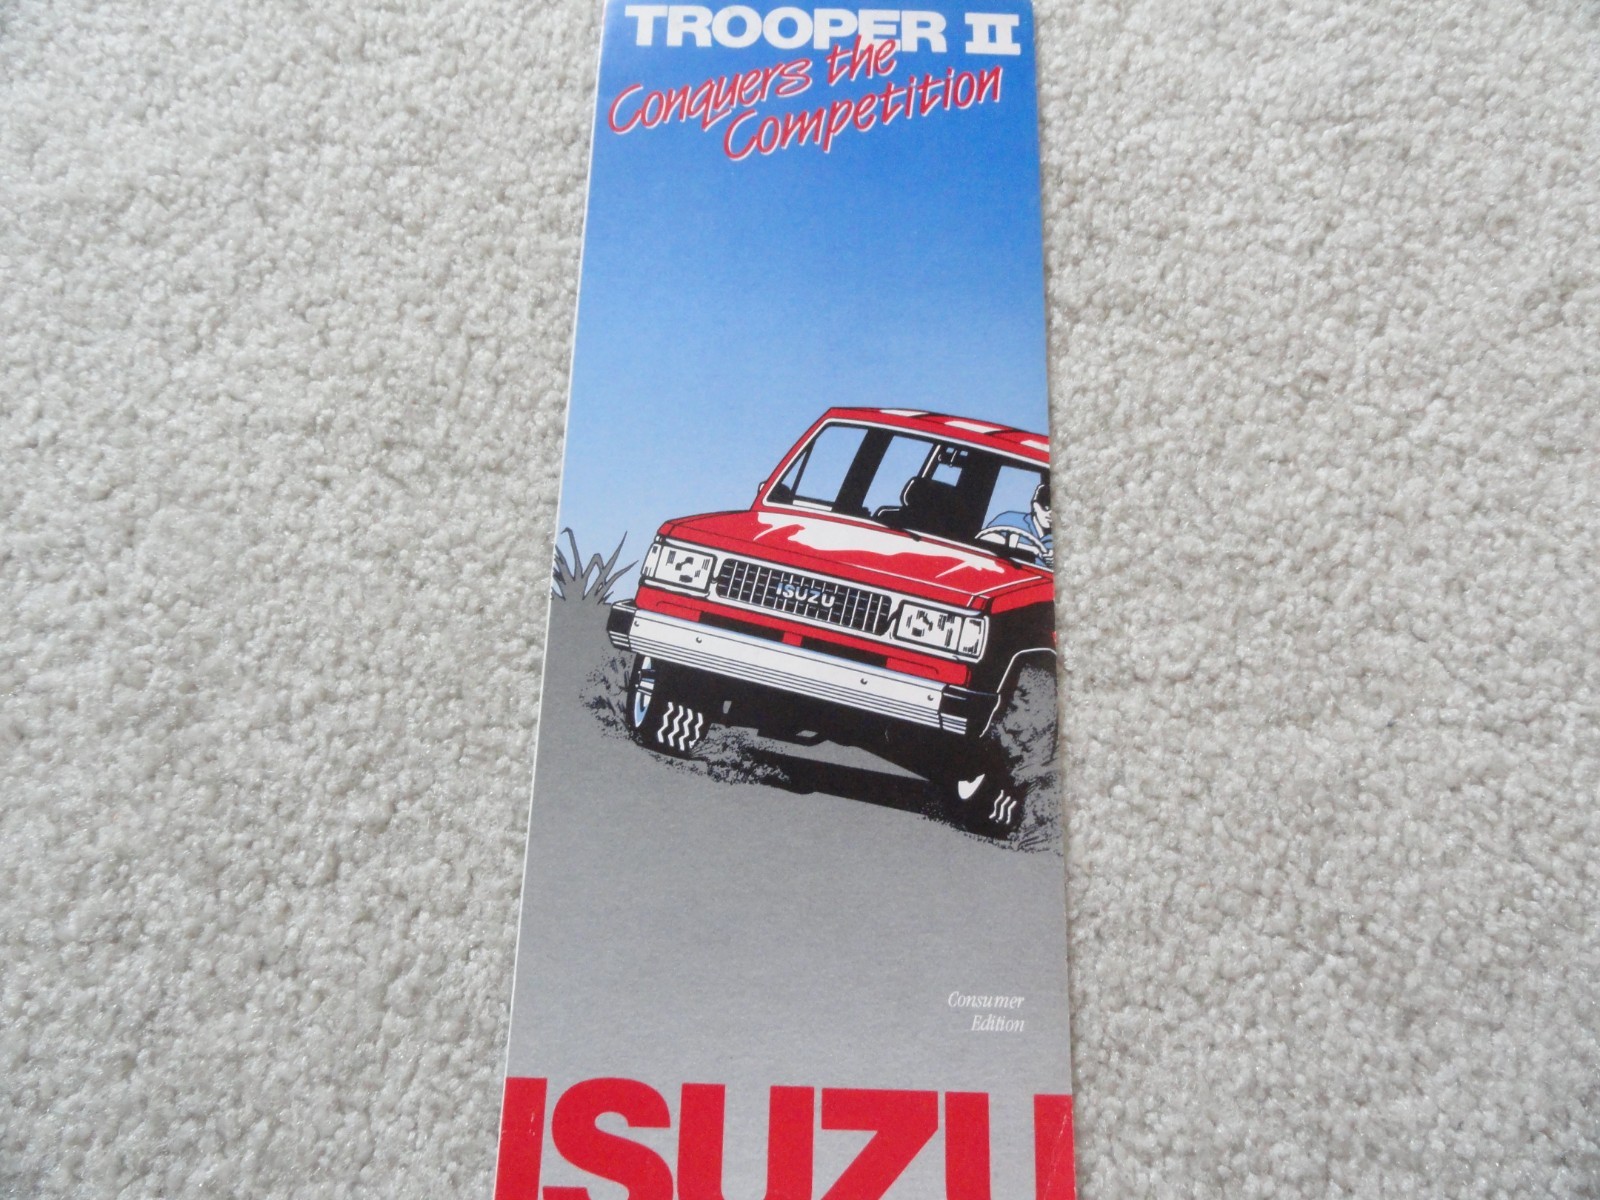 TROOPER II
Conquers the
Competition
ISUZU
Consumer
Edition
ISUZU